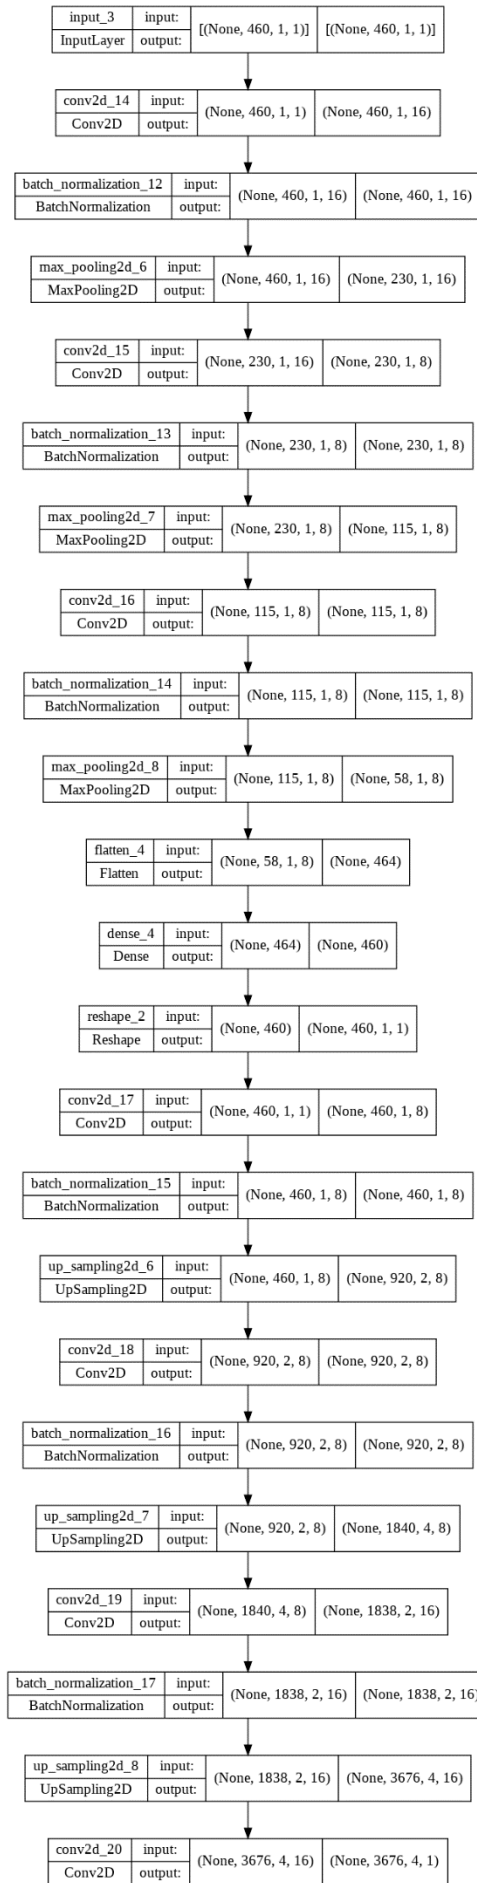 input_3 input: [(None, 460, 1, 1)] [(None, 460, 1, 1)]
InputLayer output:
conv2d_14 input: (None, 460, 1, 1) (None, 460, 1, 16)
Conv2D output:
batch_normalization_12 input: (None, 460, 1, 16) (None, 460, 1, 16)
BatchNormalization output:
max_pooling2d_6 input: (None, 460, 1, 16) (None, 230, 1, 16)
MaxPooling2D output:
conv2d_15 input: (None, 230, 1, 16) (None, 230, 1, 8)
Conv2D output:
batch_normalization_13 input: (None, 230, 1, 8) (None, 230, 1, 8)
BatchNormalization output:
max_pooling2d_7 input: (None, 230, 1, 8) (None, 115, 1, 8)
MaxPooling2D output:
conv2d_16 input: (None, 115, 1, 8) (None, 115, 1, 8)
Conv2D output:
batch_normalization_14 input: (None, 115, 1, 8) (None, 115, 1, 8)
BatchNormalization output:
max_pooling2d_8 input: (None, 115, 1, 8) (None, 58, 1, 8)
MaxPooling2D output:
flatten_4 input: (None, 58, 1, 8) (None, 464)
Flatten output:
dense_4 input: (None, 464) (None, 460)
Dense output:
reshape_2 input: (None, 460) (None, 460, 1, 1)
Reshape output:
conv2d_17 input: (None, 460, 1, 1) (None, 460, 1, 8)
Conv2D output:
batch_normalization_15 input: (None, 460, 1, 8) (None, 460, 1, 8)
BatchNormalization output:
up_sampling2d_6 input: (None, 460, 1, 8) (None, 920, 2, 8)
UpSampling2D output:
conv2d_18 input: (None, 920, 2, 8) (None, 920, 2, 8)
Conv2D output:
batch_normalization_16 input: (None, 920, 2, 8) (None, 920, 2, 8)
BatchNormalization output:
up_sampling2d_7 input: (None, 920, 2, 8) (None, 1840, 4, 8)
UpSampling2D output:
conv2d_19 input: (None, 1840, 4, 8) (None, 1838, 2, 16)
Conv2D output:
batch_normalization_17 input: (None, 1838, 2, 16) (None, 1838, 2, 16)
BatchNormalization output:
up_sampling2d_8 input: (None, 1838, 2, 16) (None, 3676, 4, 16)
UpSampling2D output:
conv2d_20 input: (None, 3676, 4, 16) (None, 3676, 4, 1)
Conv2D output: